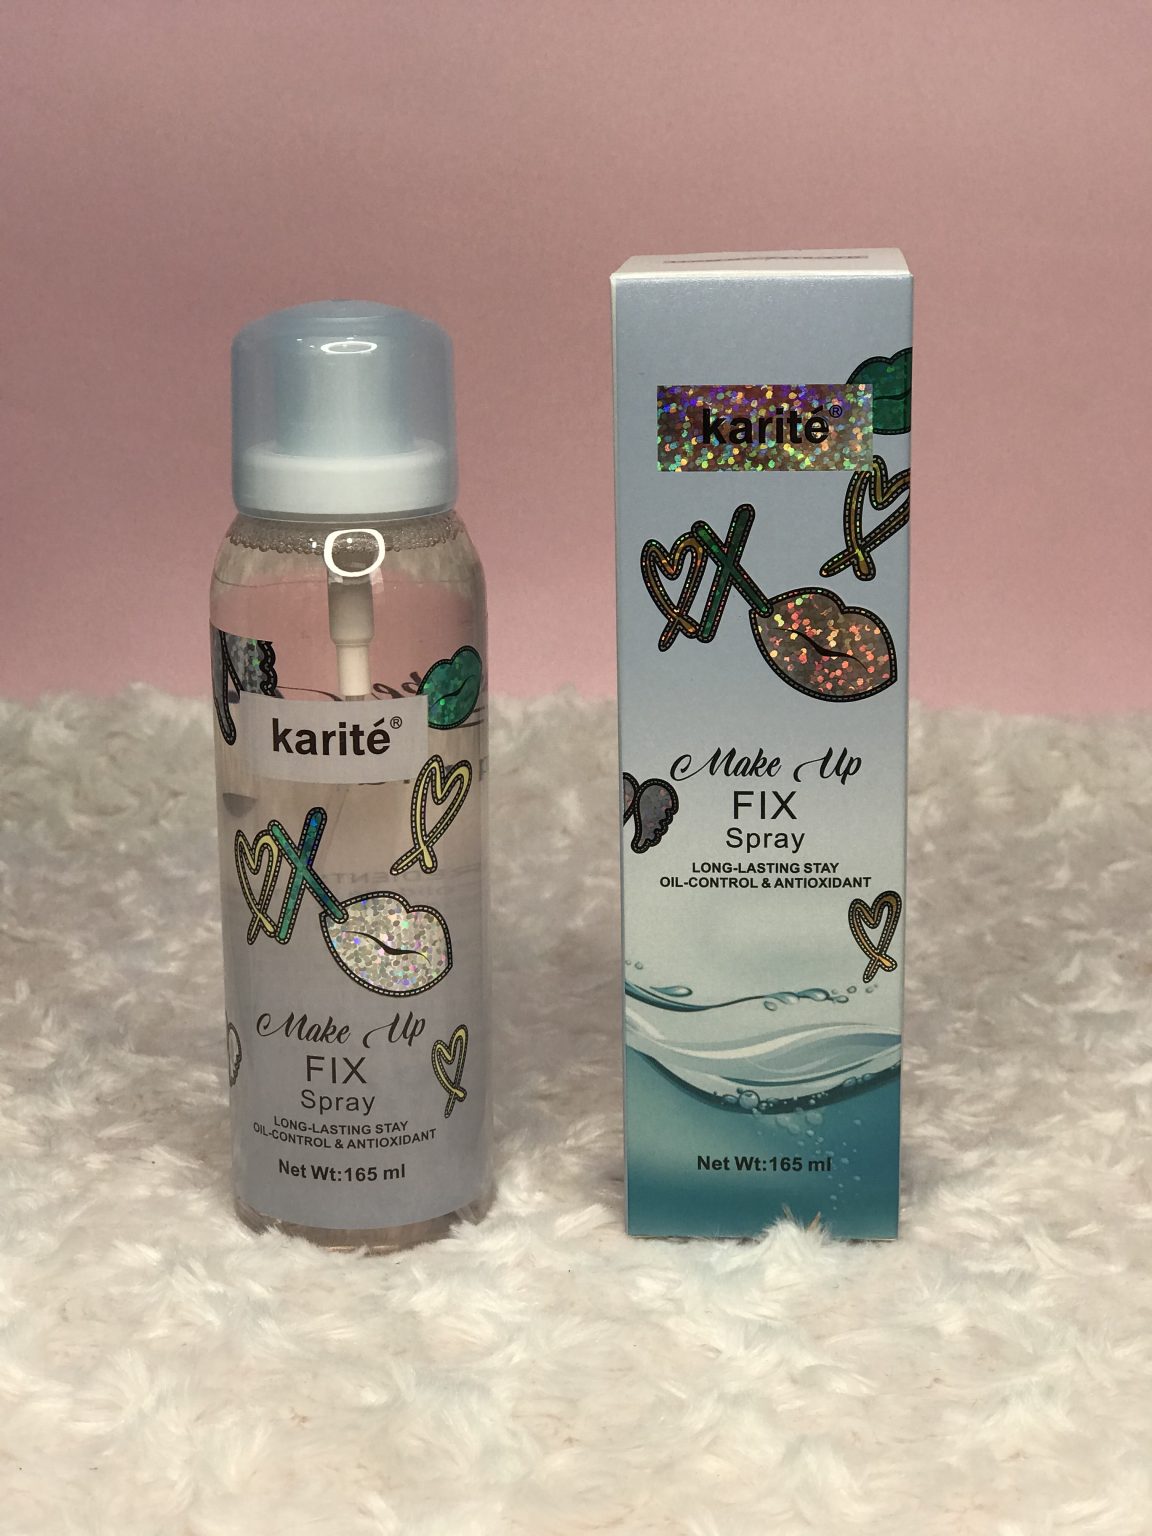 karité®
Make Up
FIX
Spray
LONG-LASTING STAY
OIL-CONTROL & ANTIOXIDANT
Net Wt:165 ml
karité®
Make Up
FIX
Spray
LONG-LASTING STAY
OIL-CONTROL & ANTIOXIDANT
Net Wt:165 ml